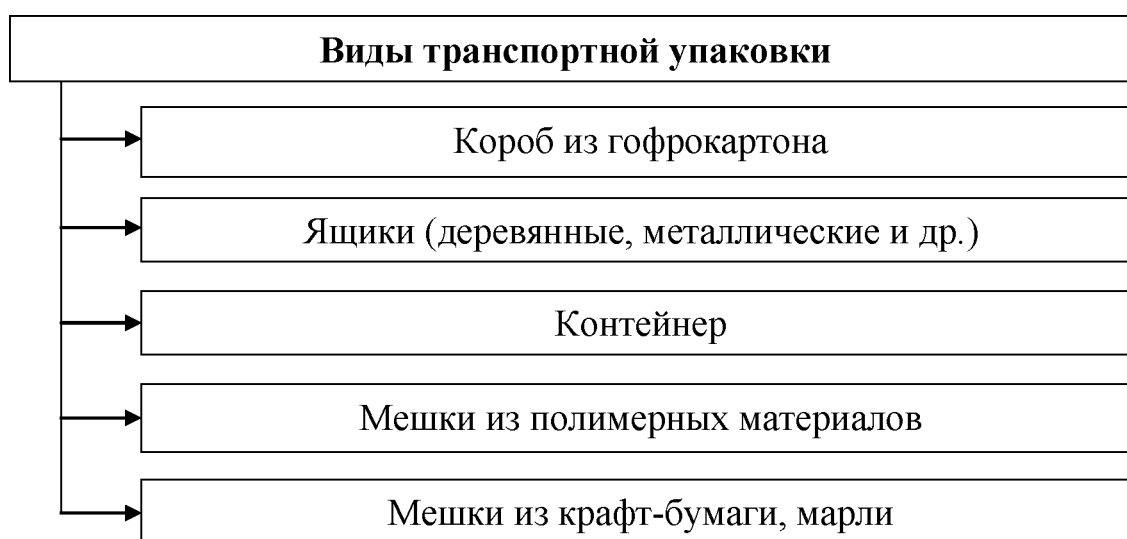 Виды транспортной упаковки
Короб из гофрокартона
Ящики (деревянные, металлические и др.)
Контейнер
Мешки из полимерных материалов
Мешки из крафт-бумаги, марли